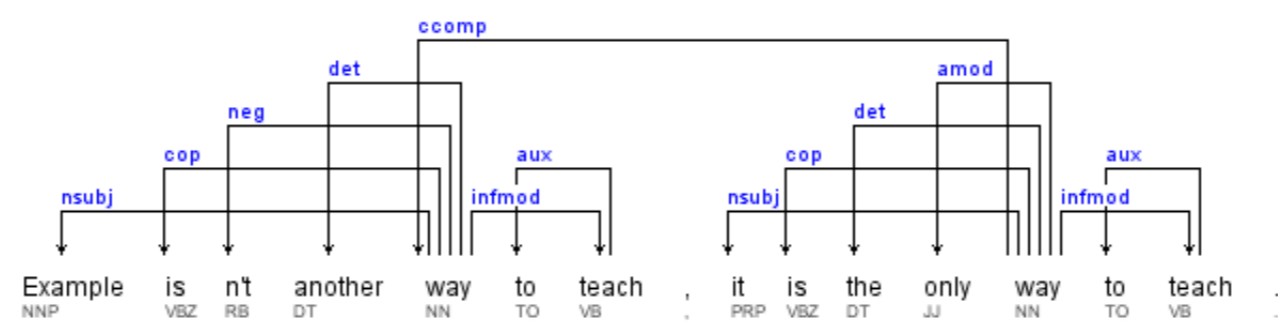 ccomp
det amod
neg det
cop aux cop aux
nsubj infmod nsubj infmod
Example is n't another way to teach , it is the only way to teach .
NNP VBZ RB DT NN TO VB , PRP VBZ DT JJ NN TO VB .